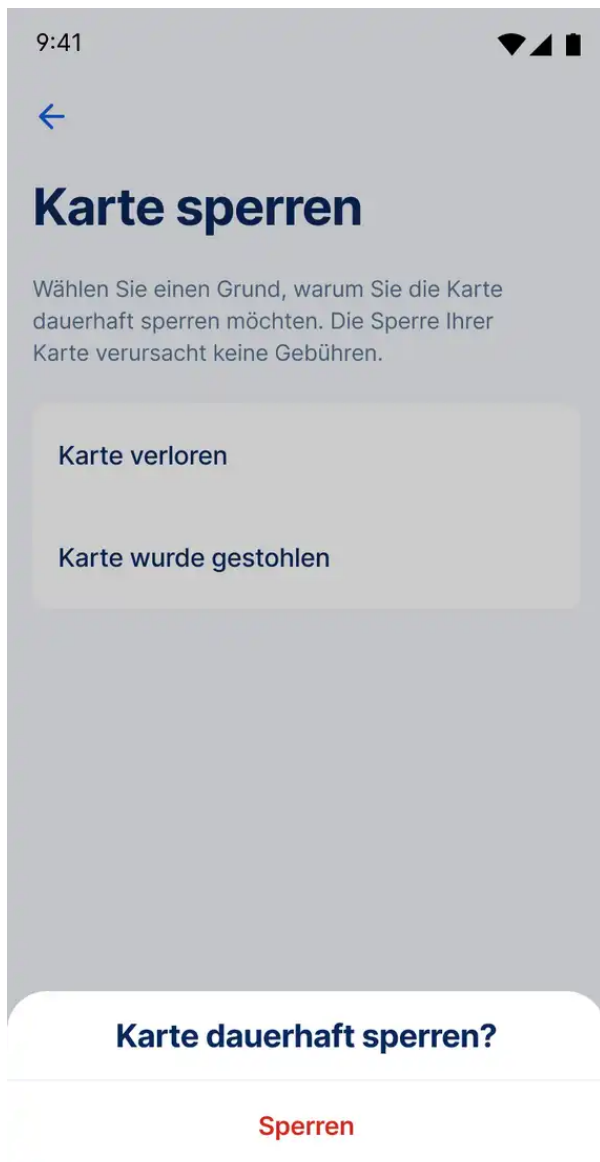 9:41
Karte sperren
Wählen Sie einen Grund, warum Sie die Karte
dauerhaft sperren möchten. Die Sperre Ihrer
Karte verursacht keine Gebühren.
Karte verloren
Karte wurde gestohlen
Karte dauerhaft sperren?
Sperren